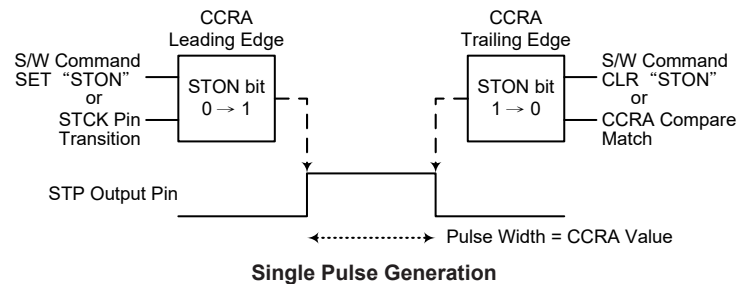 CCRA
Leading Edge
S/W Command
SET “STON”
or
STCK Pin
Transition
STON bit
0 → 1
CCRA
Trailing Edge
STON bit
1 → 0
S/W Command
CLR “STON”
or
CCRA Compare
Match
STP Output Pin
Pulse Width = CCRA Value
Single Pulse Generation